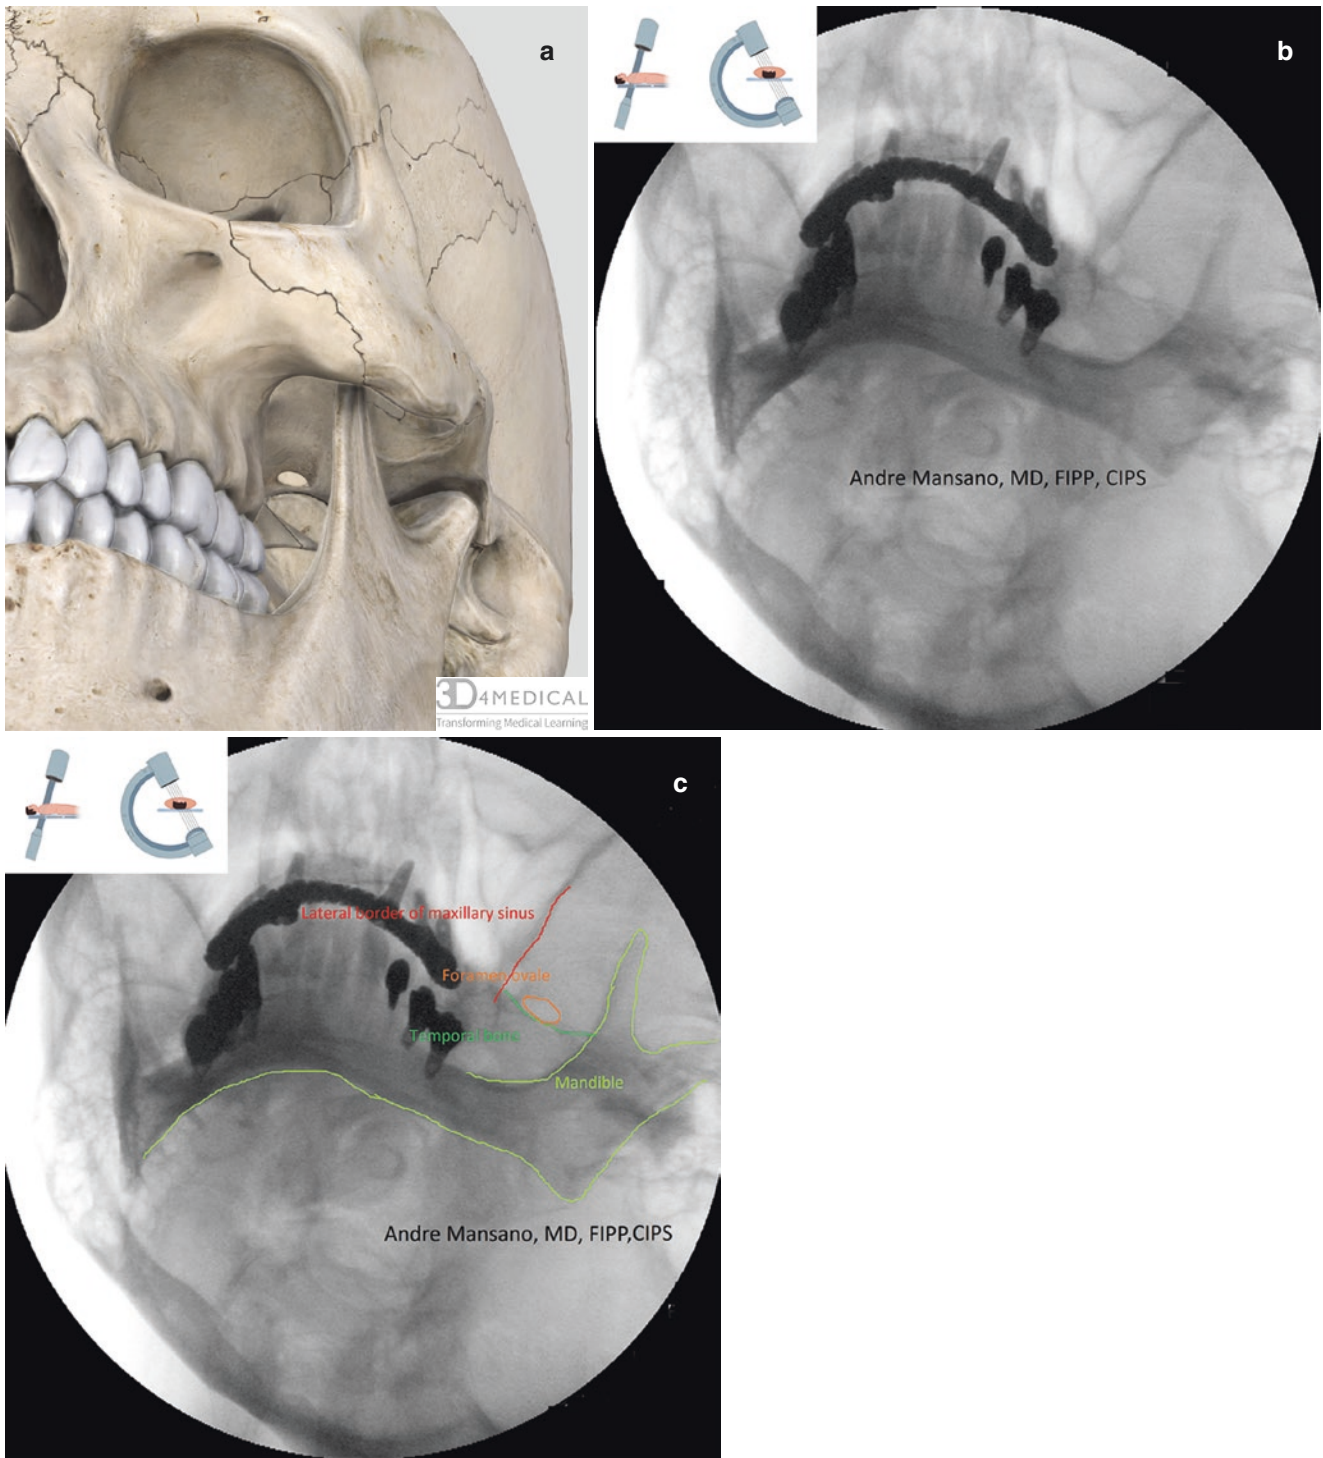 a
3D4MEDICAL
Transforming Medical Learning
b
Andre Mansano, MD, FIPP, CIPS
c
Lateral border of maxillary sinus
Foramen ovale
Temporal bone
Mandible
Andre Mansano, MD, FIPP,CIPS